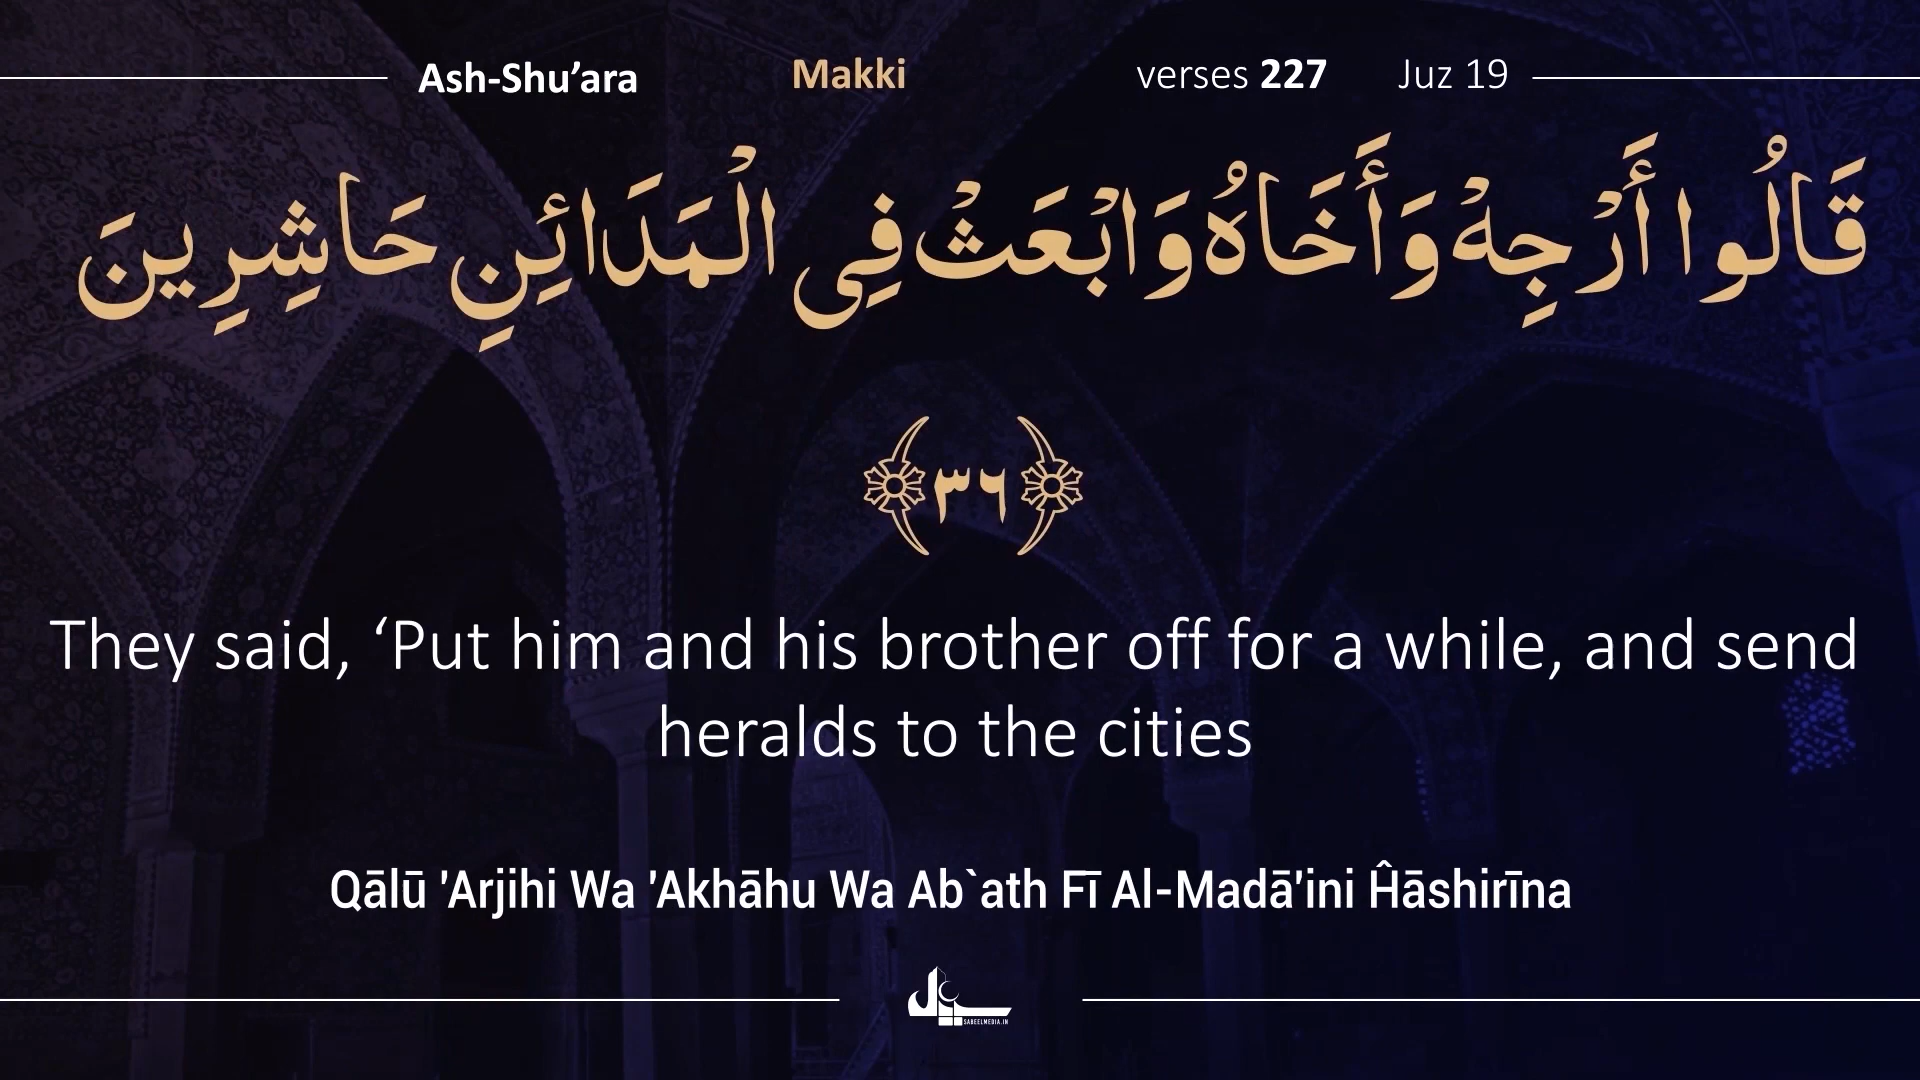 Ash-Shu’ara Makki verses 227 Juz 19
قَالُوا أَرْجِهْ وَأَخَاهُ وَابْعَثْ فِي الْمَدَائِنِ حَاشِرِينَ
﴿٣٦﴾
They said, ‘Put him and his brother off for a while, and send
heralds to the cities
Qālū 'Arjihi Wa 'Akhāhu Wa Ab`ath Fī Al-Madā'ini Ĥāshirīna
SABEELMEDIA.IN